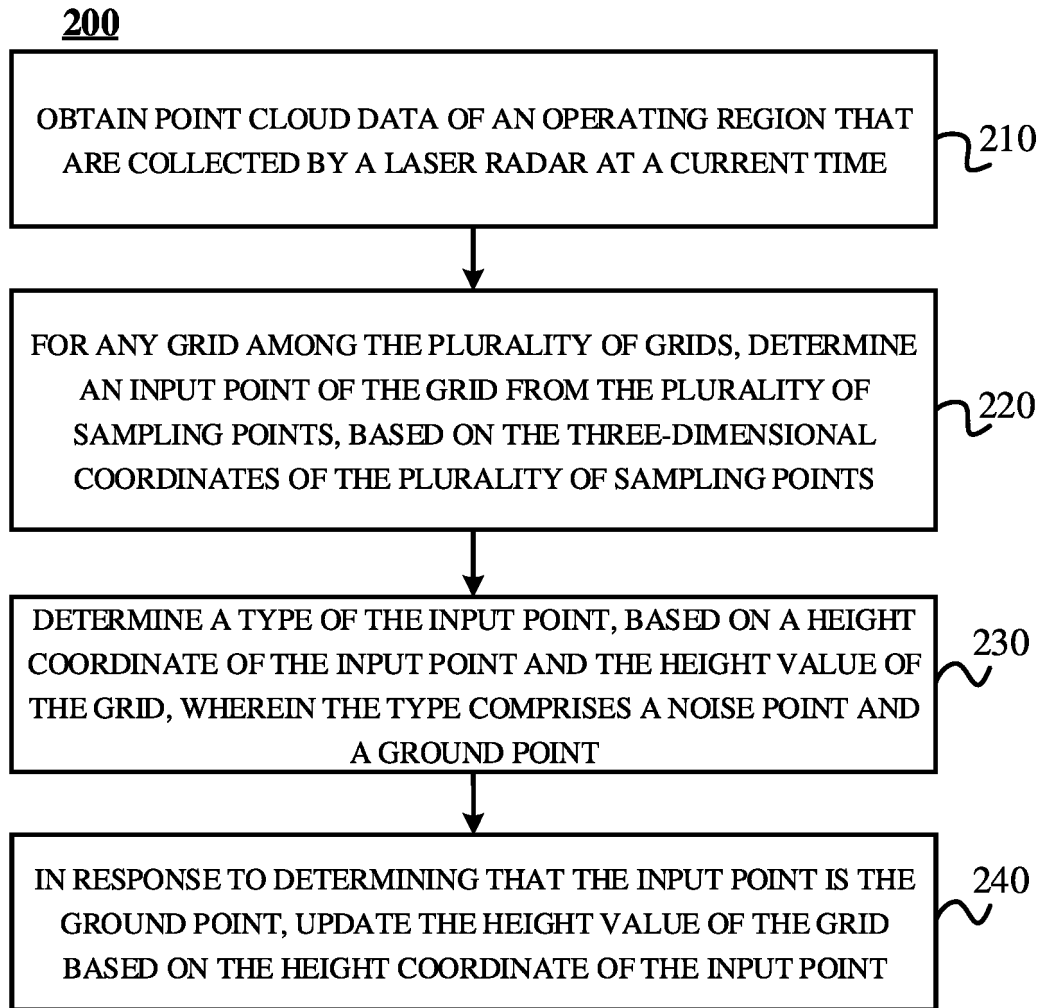 200
OBTAIN POINT CLOUD DATA OF AN OPERATING REGION THAT
ARE COLLECTED BY A LASER RADAR AT A CURRENT TIME
210
FOR ANY GRID AMONG THE PLURALITY OF GRIDS, DETERMINE
AN INPUT POINT OF THE GRID FROM THE PLURALITY OF
SAMPLING POINTS, BASED ON THE THREE-DIMENSIONAL
COORDINATES OF THE PLURALITY OF SAMPLING POINTS
220
DETERMINE A TYPE OF THE INPUT POINT, BASED ON A HEIGHT
COORDINATE OF THE INPUT POINT AND THE HEIGHT VALUE OF
THE GRID, WHEREIN THE TYPE COMPRISES A NOISE POINT AND
A GROUND POINT
230
IN RESPONSE TO DETERMINING THAT THE INPUT POINT IS THE
GROUND POINT, UPDATE THE HEIGHT VALUE OF THE GRID
BASED ON THE HEIGHT COORDINATE OF THE INPUT POINT
240